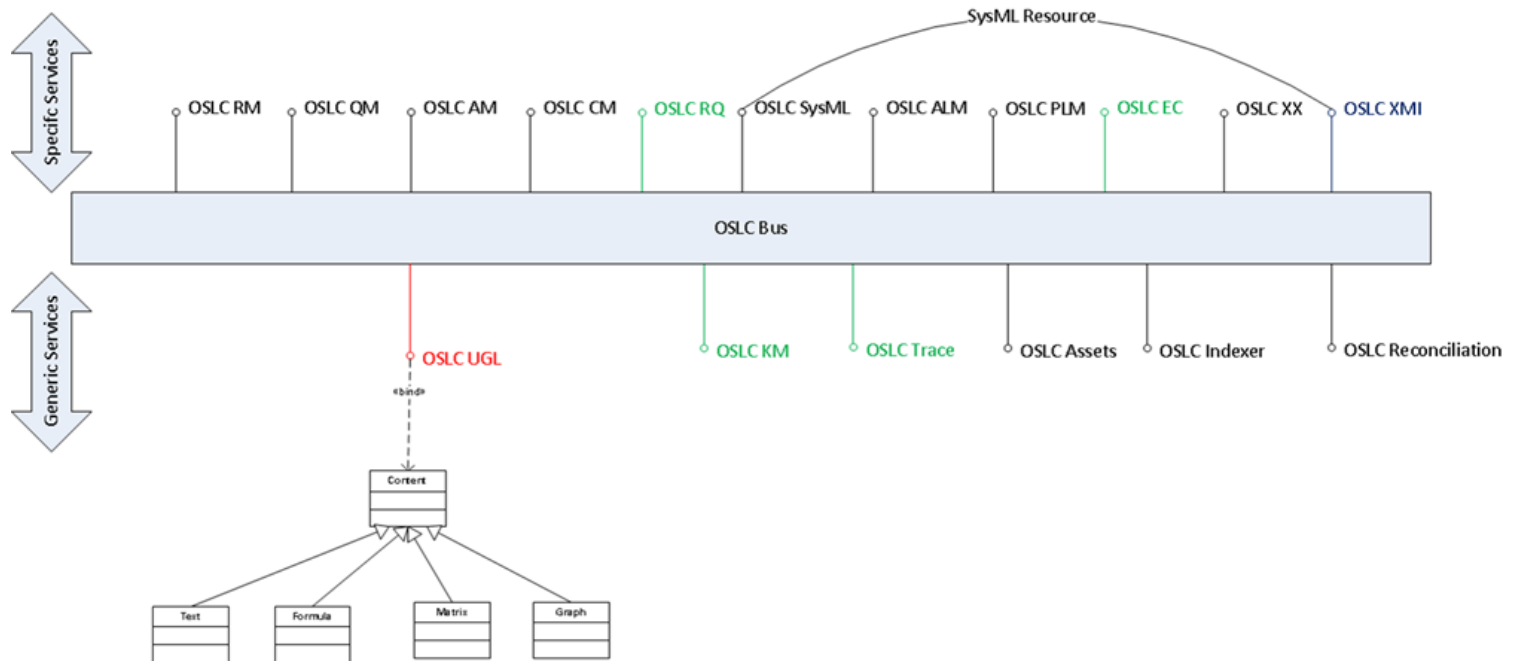 SysML Resource
Specifc Services
OSLC RM
OSLC QM
OSLC AM
OSLC CM
OSLC RQ
OSLC SysML
OSLC ALM
OSLC PLM
OSLC EC
OSLC XX
OSLC XMI
OSLC Bus
Generic Services
OSLC UGL
OSLC KM
OSLC Trace
OSLC Assets
OSLC Indexer
OSLC Reconciliation
«bind»
Content
Text
Formula
Matrix
Graph